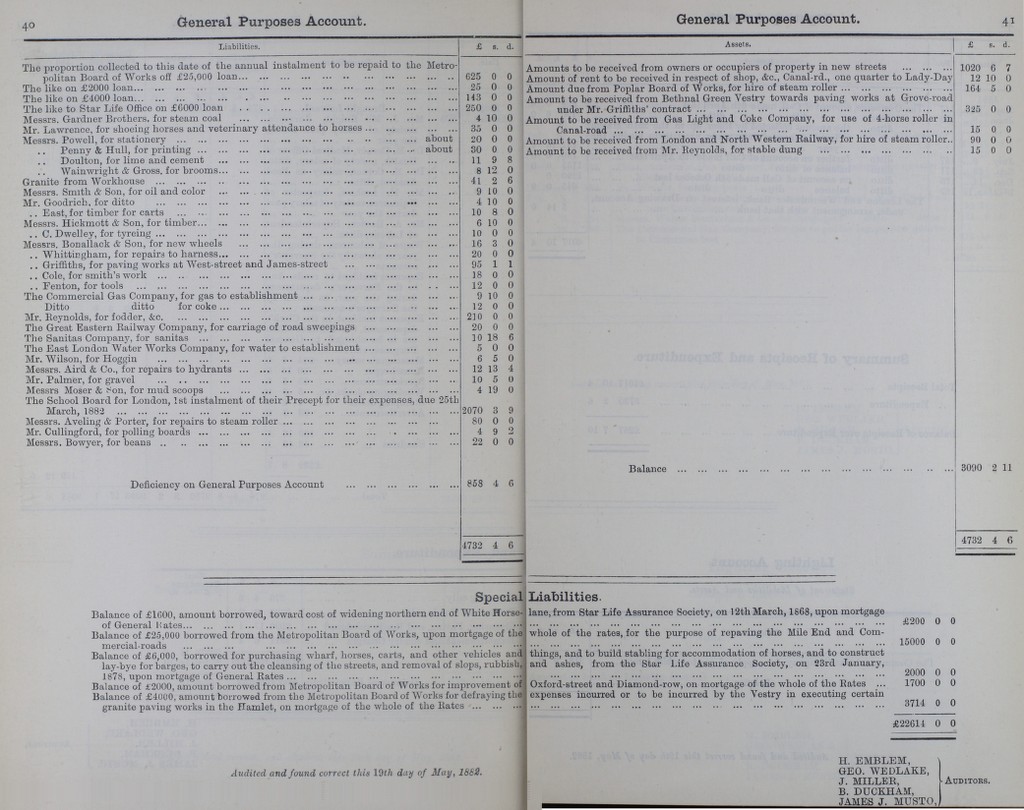 40
General Purposes Account.
Liabilities. £ s. d.
The proportion collected to this date of the annual instalment to be repaid to the Metro-
politan Board of Works off £25,000 loan... 625 0 0
The like on £2000 loan... 25 0 0
The like on £4000 loan... 143 0 0
The like to Star Life Office on £6000 loan 250 0 0
Messrs. Gardner Brothers, for steam coal 4 10 0
Mr. Lawrence, for shoeing horses and veterinary attendance to horses ... 35 0 0
Messrs. Powell, for stationery ... about 20 0 0
,, Penny & Hull, for printing ... about 30 0 0
,, Doulton, for lime and cement ... 11 9 8
,, Wainwright & Gross, for brooms... 8 12 0
Granite from Workhouse ... 41 2 6
Messrs. Smith & Son, for oil and color ... 9 10 0
Mr. Goodrich, for ditto ... 4 10 0
,, East, for timber for carts ... 10 8 0
Messrs. Hickmott & Son, for timber... 6 10 0
,, C. Dwelley, for tyreing ... 10 0 0
Messrs. Bonallack & Son, for new wheels ... 16 3 0
,, Whittingham, for repairs to harness... 20 0 0
,, Griffiths, for paving works at West-street and James-street ... 95 1 1
,, Cole, for smith's work ... 18 0 0
,, Fenton, for tools ... 12 0 0
The Commercial Gas Company, for gas to establishment ... 9 10 0
Ditto ditto for coke ... 12 0 0
Mr. Reynolds, for fodder, &c. ... 210 0 0
The Great Eastern Railway Company, for carriage of road sweepings ... 20 0 0
The Sanitas Company, for sanitas ... 10 18 6
The East London Water Works Company, for water to establishment ... 5 0 0
Mr. Wilson, for Hoggin ... 6 5 0
Messrs. Aird & Co., for repairs to hydrants ... 12 13 4
Mr. Palmer, for gravel ... 10 5 0
Messrs Moser & Son, for mud scoops ... 4 19 0
The School Board for London, 1st instalment of their Precept for their expenses, due 25th
March, 1882 ... 2070 3 9
Messrs. Aveling & Porter, for repairs to steam roller ... 80 0 0
Mr. Cullingford, for polling boards ... 4 9 2
Messrs. Bowyer, for beans ... 22 0 0
Deficiency on General Purposes Account ... 858 4 6
4732 4 6
General Purposes Account.
41
Assets. £ s. d.
Amounts to be received from owners or occupiers of property in new streets ... 1020 6 7
Amount of rent to be received in respect of shop, &c., Canal-rd., one quarter to Lady-Day 12 10 0
Amount due from Poplar Board of Works, for hire of steam roller ... 164 5 0
Amount to be received from Bethnal Green Vestry towards paving works at Grove-road
under Mr. Griffiths' contract ... 325 0 0
Amount to be received from Gas Light and Coke Company, for use of 4-horse roller in
Canal-road ... 15 0 0
Amount to be received from London and North Western Railway, for hire of steam roller.. 90 0 0
Amount to be received from Mr. Reynolds, for stable dung ... 15 0 0
Balance ... 3090 2 11
4732 4 6
Special Liabilities.
Balance of £1600, amount borrowed, toward cost of widening northern end of White Horse-lane, from Star Life Assurance Society, on 12th March, 1868, upon mortgage
of General Rates... £200 0 0
Balance of £25,000 borrowed from the Metropolitan Board of Works, upon mortgage of the whole of the rates, for the purpose of repaving the Mile End and Com-
mercial-roads ... 15000 0 0
Balance of £6,000, borrowed for purchasing wharf, horses, carts, and other vehicles and things, and to build stabling for accommodation of horses, and to construct
lay-bye for barges, to carry out the cleansing of the streets, and removal of slops, rubbish, and ashes, from the Star Life Assurance Society, on 23rd January,
1878, upon mortgage of General Rates ... 2000 0 0
Balance of £2000, amount borrowed from Metropolitan Board of Works for improvement of Oxford-street and Diamond-row, on mortgage of the whole of the Rates ... 1700 0 0
Balance of £4000, amount borrowed from the Metropolitan Board of Works for defraying the expenses incurred or to be incurred by the Vestry in executing certain
granite paving works in the Hamlet, on mortgage of the whole of the Rates ... 3714 0 0
£22614 0 0
Audited and found correct this 19th day of May, 1882.
H. EMBLEM,
GEO. WEDLAKE,
J. MILLER,
B. DUCKHAM,
JAMES J. MUSTO,
AUDITORS.